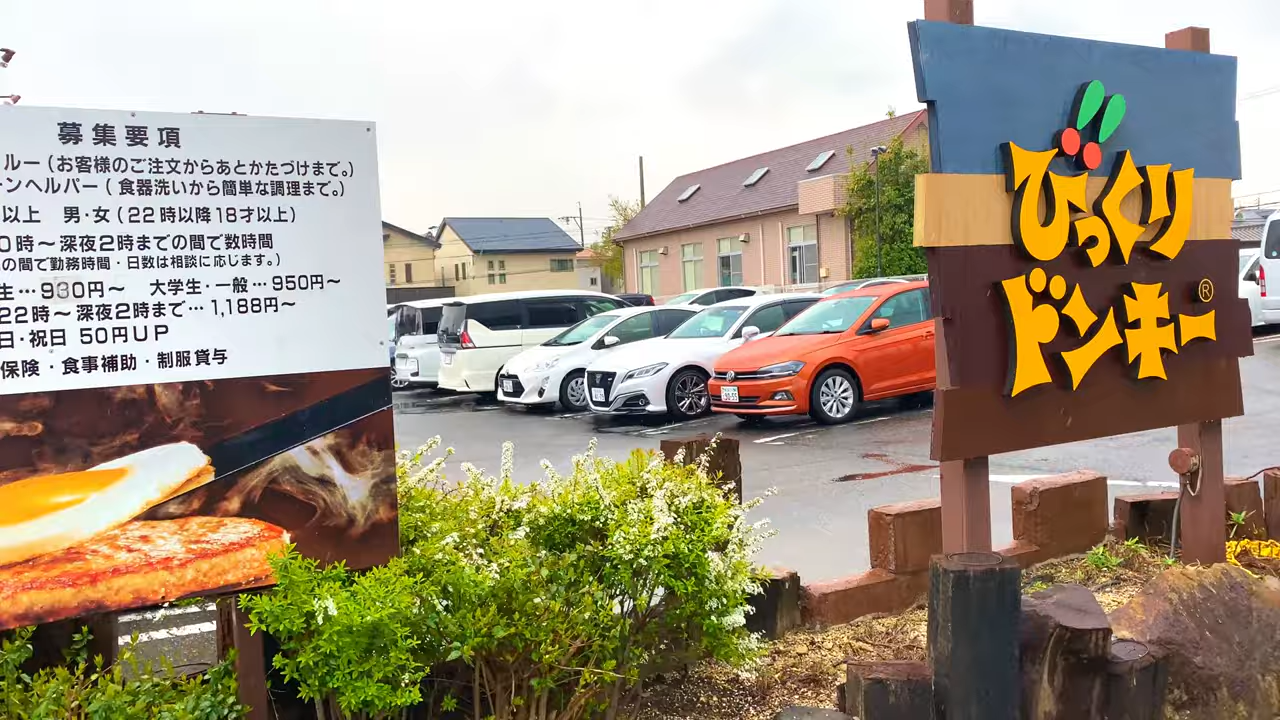 募集要項
ルー(お客様のご注文からあとかたづけまで。)
ンヘルパー(食器洗いから簡単な調理まで。)
以上 男・女(22時以降18才以上)
0時〜深夜2時までの間で数時間
の間で勤務時間・日数は相談に応じます。)
生…930円〜 大学生・一般…950円〜
22時〜深夜2時まで…1,188円〜
日・祝日 50円UP
保険・食事補助・制服貸与
びっくり
ドンキー®